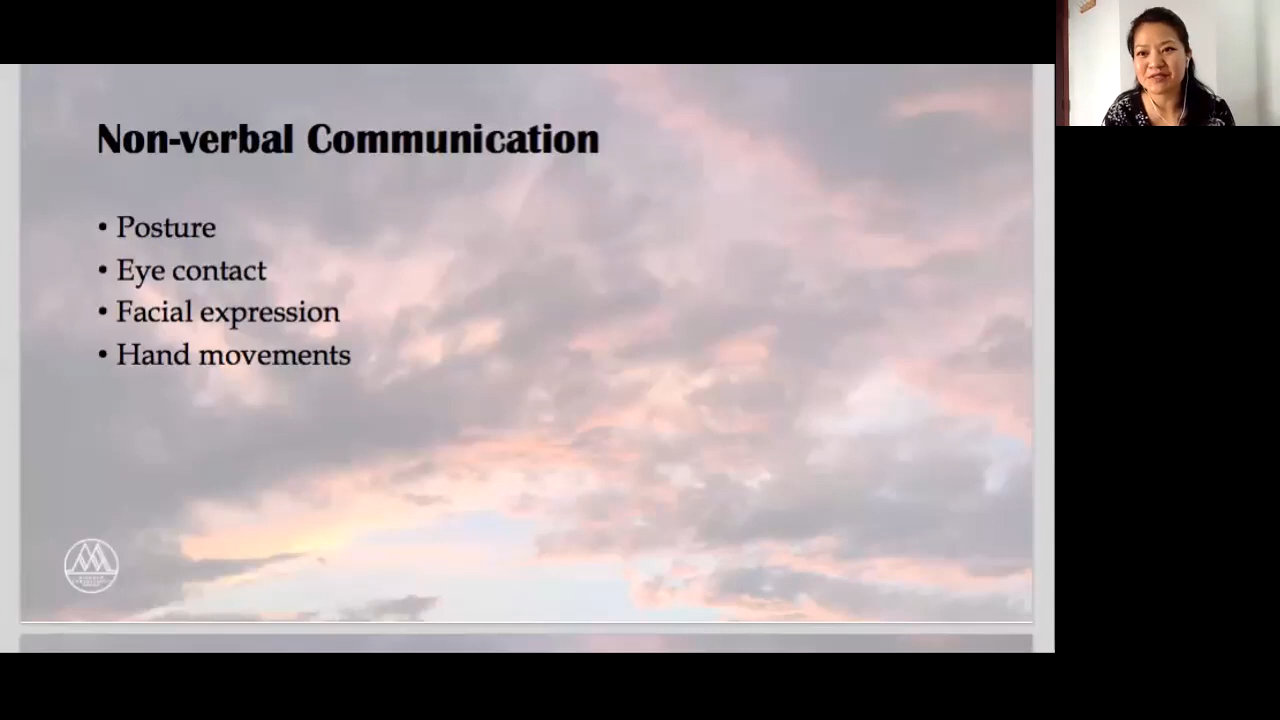 Non-verbal Communication
• Posture
• Eye contact
• Facial expression
• Hand movements